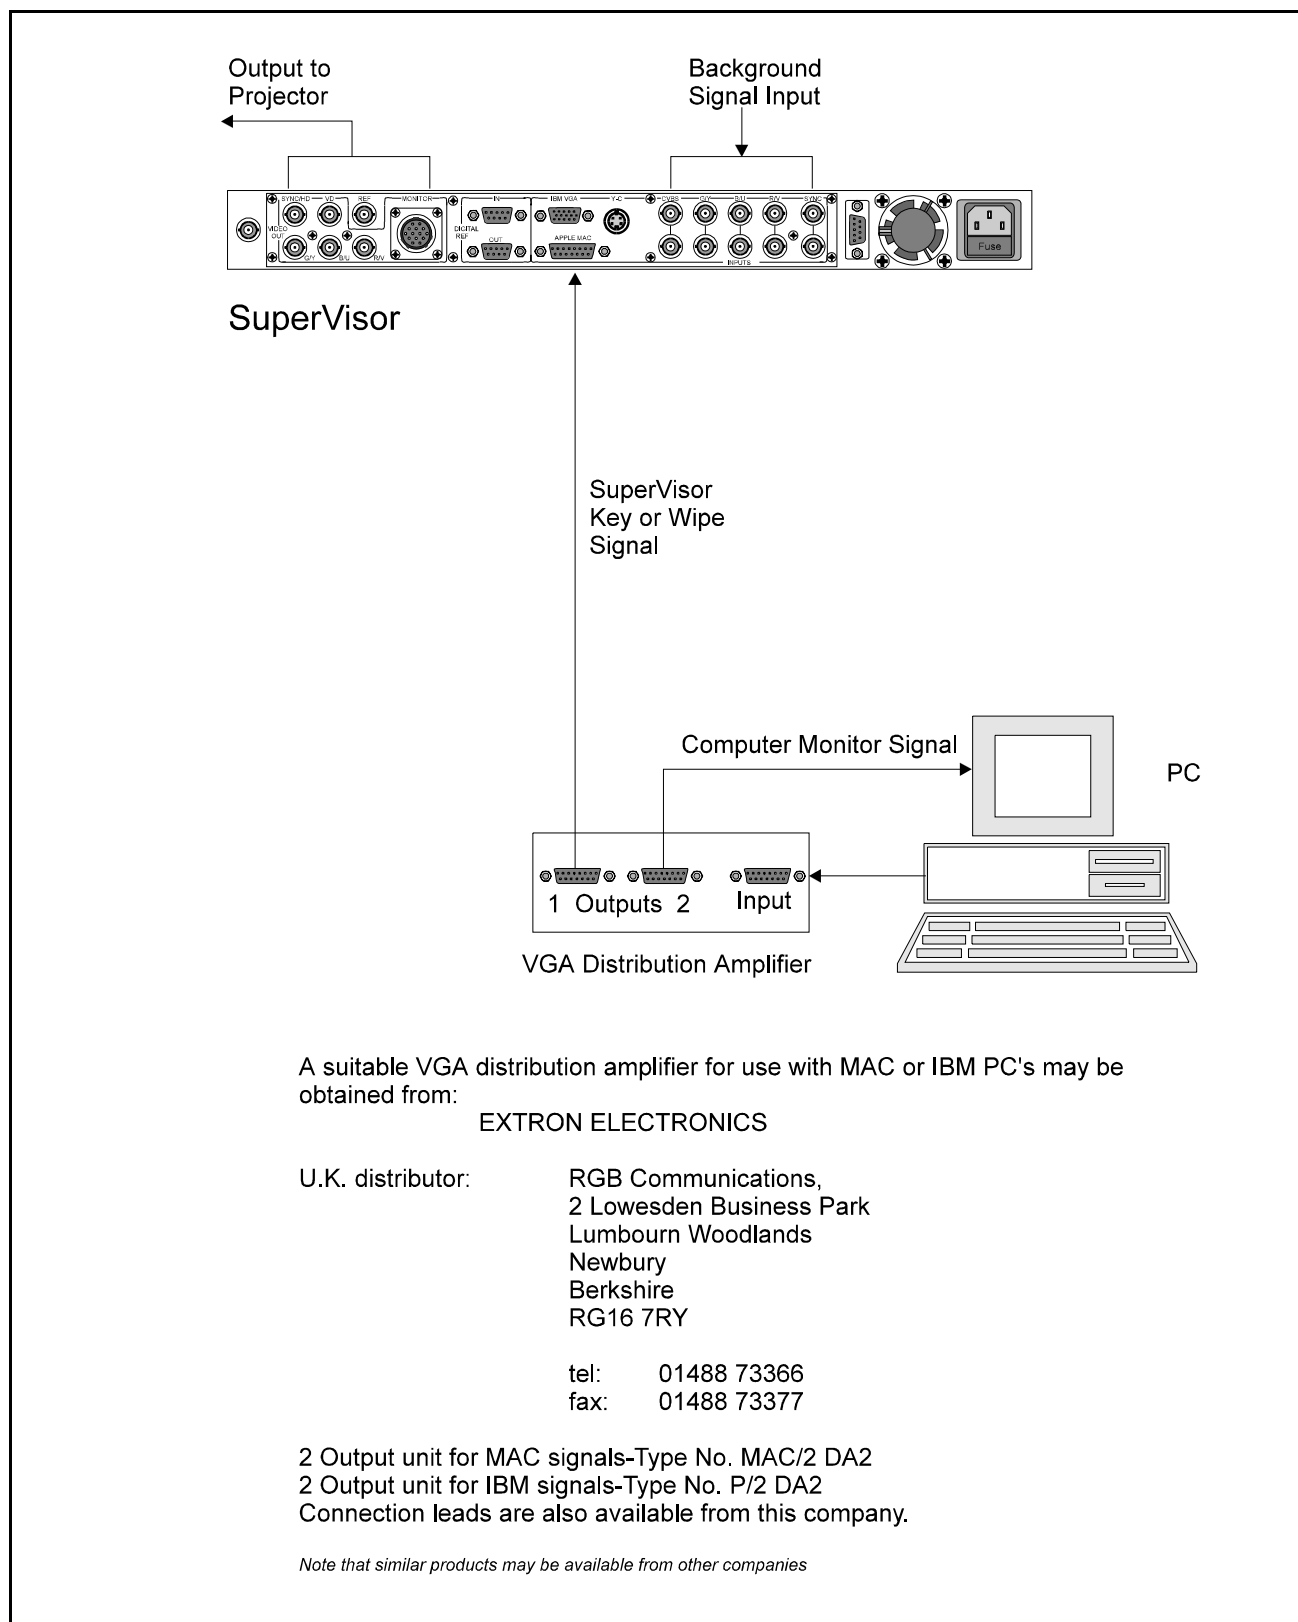 Output to
Projector
Background
Signal Input
SYNC/HD VD REF MONITOR IN IBM VGA Y-C CVBS G/Y B/U R/V SYNC
VIDEO
OUT
DIGITAL
REF
OUT
APPLE MAC
G/Y B/U R/V
INPUTS
Fuse
SuperVisor
SuperVisor
Key or Wipe
Signal
Computer Monitor Signal
PC
1 Outputs 2 Input
VGA Distribution Amplifier
A suitable VGA distribution amplifier for use with MAC or IBM PC's may be
obtained from:
EXTRON ELECTRONICS
U.K. distributor: RGB Communications,
2 Lowesden Business Park
Lumbourn Woodlands
Newbury
Berkshire
RG16 7RY
tel: 01488 73366
fax: 01488 73377
2 Output unit for MAC signals-Type No. MAC/2 DA2
2 Output unit for IBM signals-Type No. P/2 DA2
Connection leads are also available from this company.
Note that similar products may be available from other companies